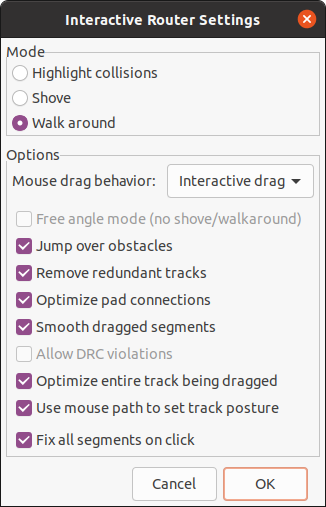 Interactive Router Settings
Mode
Highlight collisions
Shove
Walk around
Options
Mouse drag behavior: Interactive drag
Free angle mode (no shove/walkaround)
Jump over obstacles
Remove redundant tracks
Optimize pad connections
Smooth dragged segments
Allow DRC violations
Optimize entire track being dragged
Use mouse path to set track posture
Fix all segments on click
Cancel OK